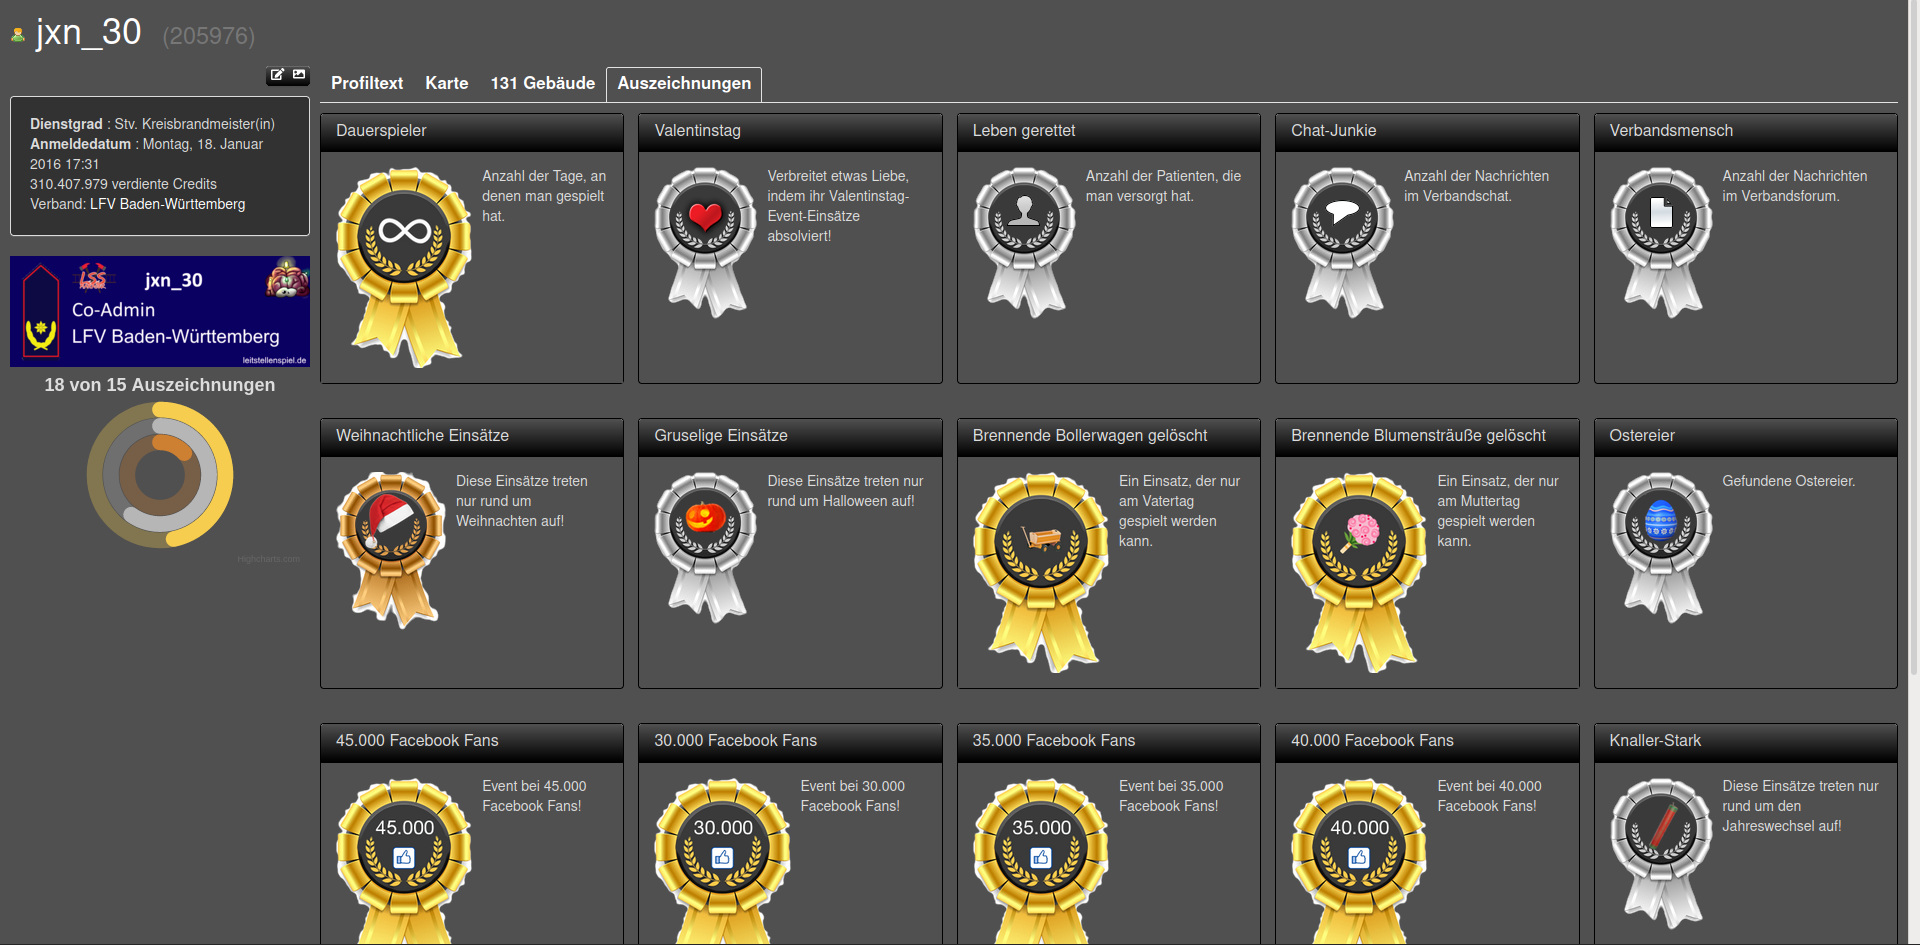 jxn_30 (205976)
Profiltext Karte 131 Gebäude Auszeichnungen
Dienstgrad : Stv. Kreisbrandmeister(in)
Anmeldedatum : Montag, 18. Januar
2016 17:31
310.407.979 verdiente Credits
Verband: LFV Baden-Württemberg
LSS
jxn_30
Co-Admin
LFV Baden-Württemberg
leitstellenspiel.de
18 von 15 Auszeichnungen
Highcharts.com
Dauerspieler
Anzahl der Tage, an
denen man gespielt
hat.
Valentinstag
Verbreitet etwas Liebe,
indem ihr Valentinstag-
Event-Einsätze
absolviert!
Leben gerettet
Anzahl der Patienten, die
man versorgt hat.
Chat-Junkie
Anzahl der Nachrichten
im Verbandschat.
Verbandsmensch
Anzahl der Nachrichten
im Verbandsforum.
Weihnachtliche Einsätze
Diese Einsätze treten
nur rund um
Weihnachten auf!
Gruselige Einsätze
Diese Einsätze treten nur
rund um Halloween auf!
Brennende Bollerwagen gelöscht
Ein Einsatz, der nur
am Vatertag
gespielt werden
kann.
Brennende Blumensträuße gelöscht
Ein Einsatz, der nur
am Muttertag
gespielt werden
kann.
Ostereier
Gefundene Ostereier.
45.000 Facebook Fans
45.000
Event bei 45.000
Facebook Fans!
30.000 Facebook Fans
30.000
Event bei 30.000
Facebook Fans!
35.000 Facebook Fans
35.000
Event bei 35.000
Facebook Fans!
40.000 Facebook Fans
40.000
Event bei 40.000
Facebook Fans!
Knaller-Stark
Diese Einsätze treten nur
rund um den
Jahreswechsel auf!